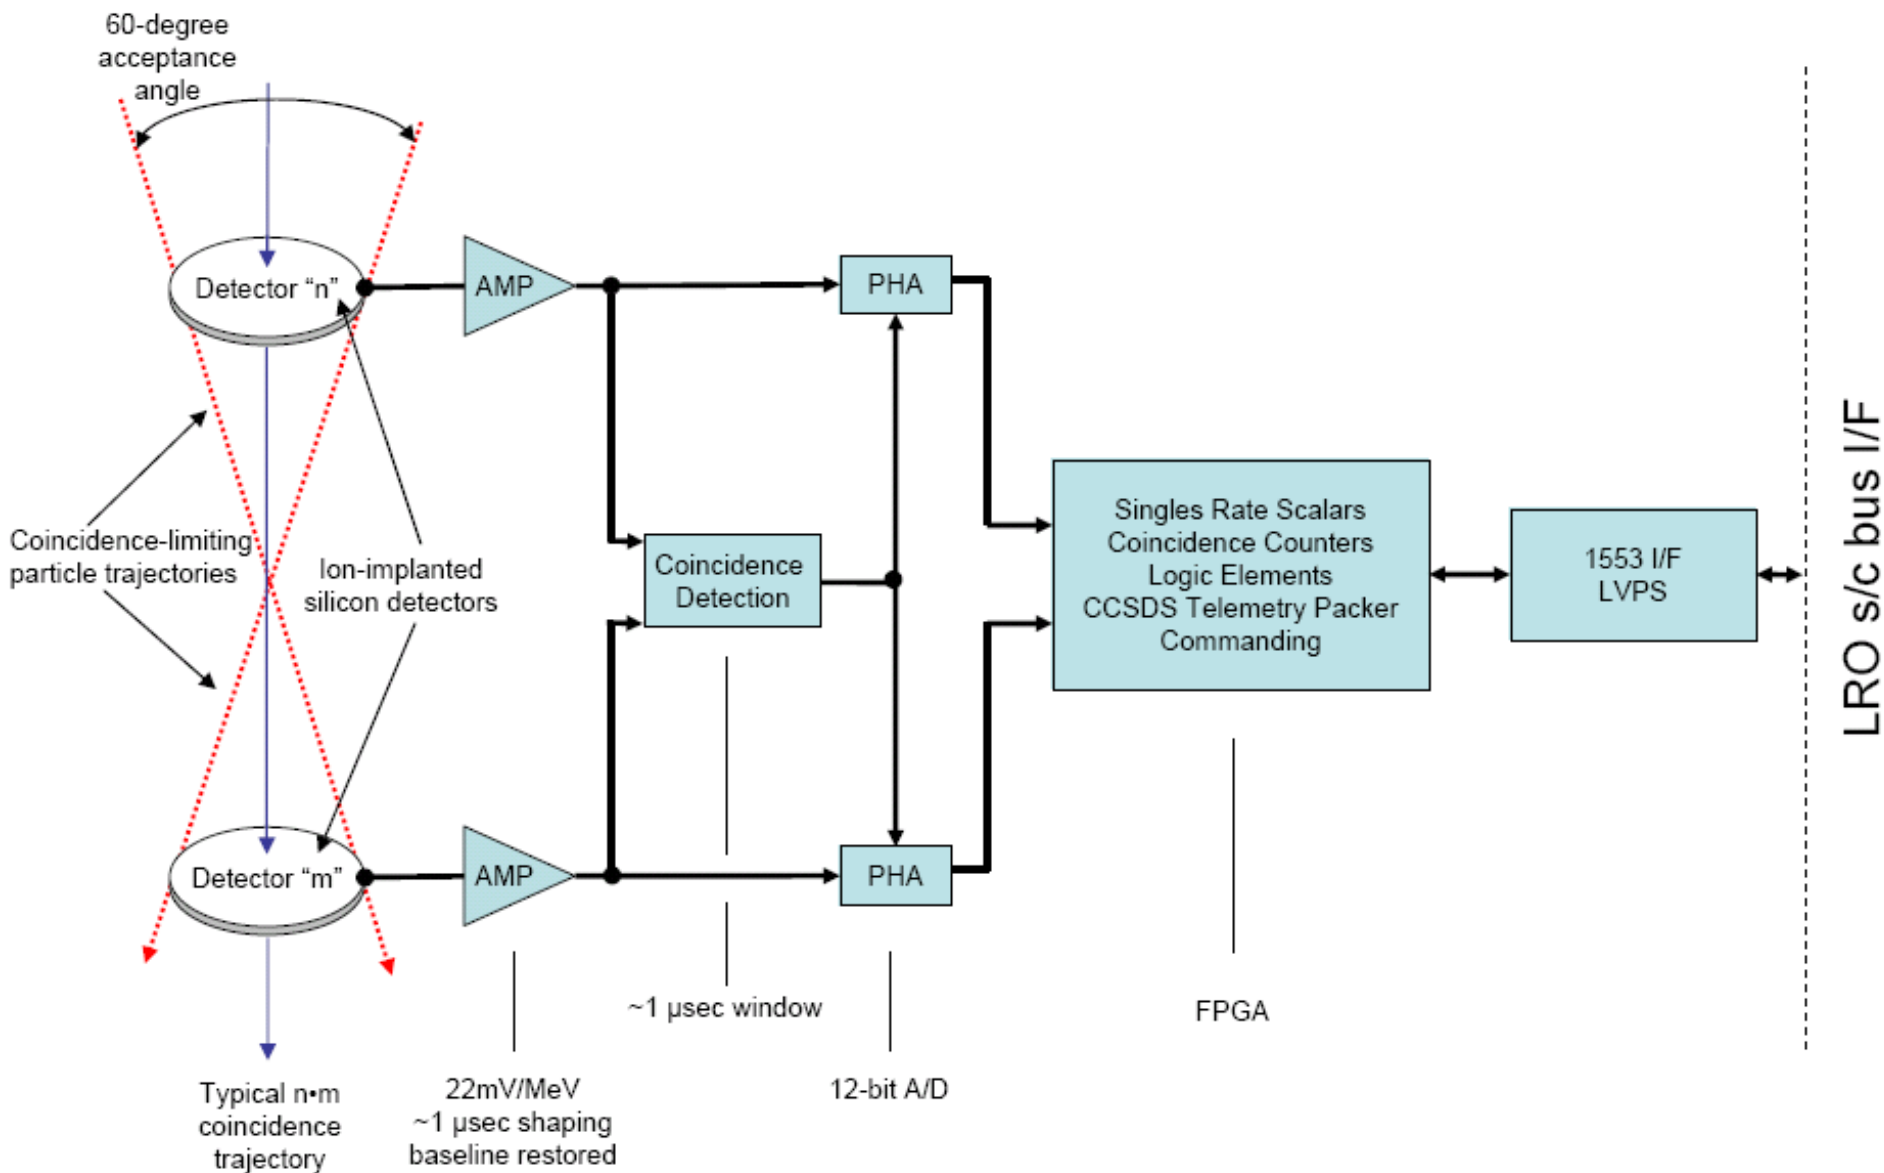 60-degree
acceptance
angle
Detector “n”
AMP
PHA
Coincidence-limiting
particle trajectories
Ion-implanted
silicon detectors
Coincidence
Detection
Singles Rate Scalars
Coincidence Counters
Logic Elements
CCSDS Telemetry Packer
Commanding
1553 I/F
LVPS
LRO s/c bus I/F
Detector “m”
AMP
PHA
~1 µsec window
FPGA
Typical n•m
coincidence
trajectory
22mV/MeV
~1 µsec shaping
baseline restored
12-bit A/D